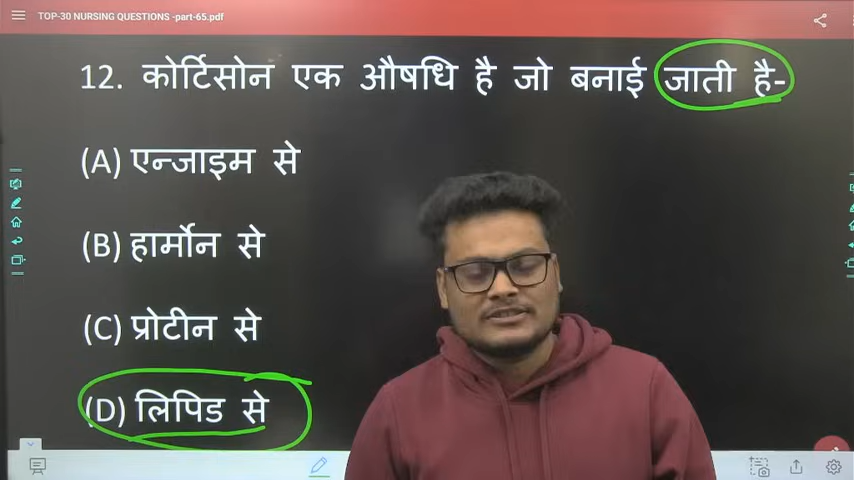 TOP-30 NURSING QUESTIONS -part-65.pdf
12. कोर्टिसोन एक औषधि है जो बनाई जाती है-
(A) एन्जाइम से
(B) हार्मोन से
(C) प्रोटीन से
(D) लिपिड से